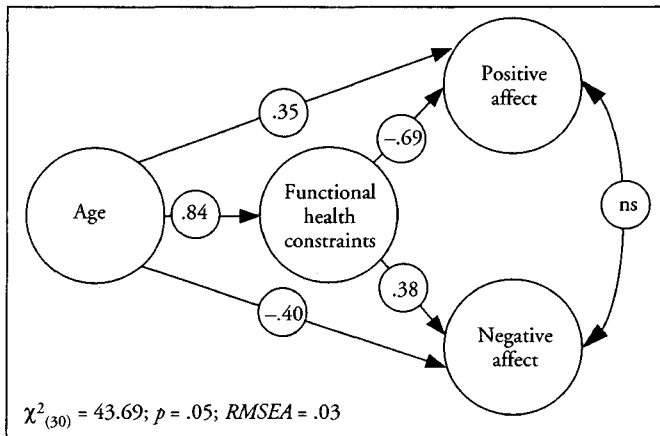 Positive
affect
.35
−.69
Age
.84
Functional
health
constraints
ns
.38
−.40
Negative
affect
χ²(30) = 43.69; p = .05; RMSEA = .03